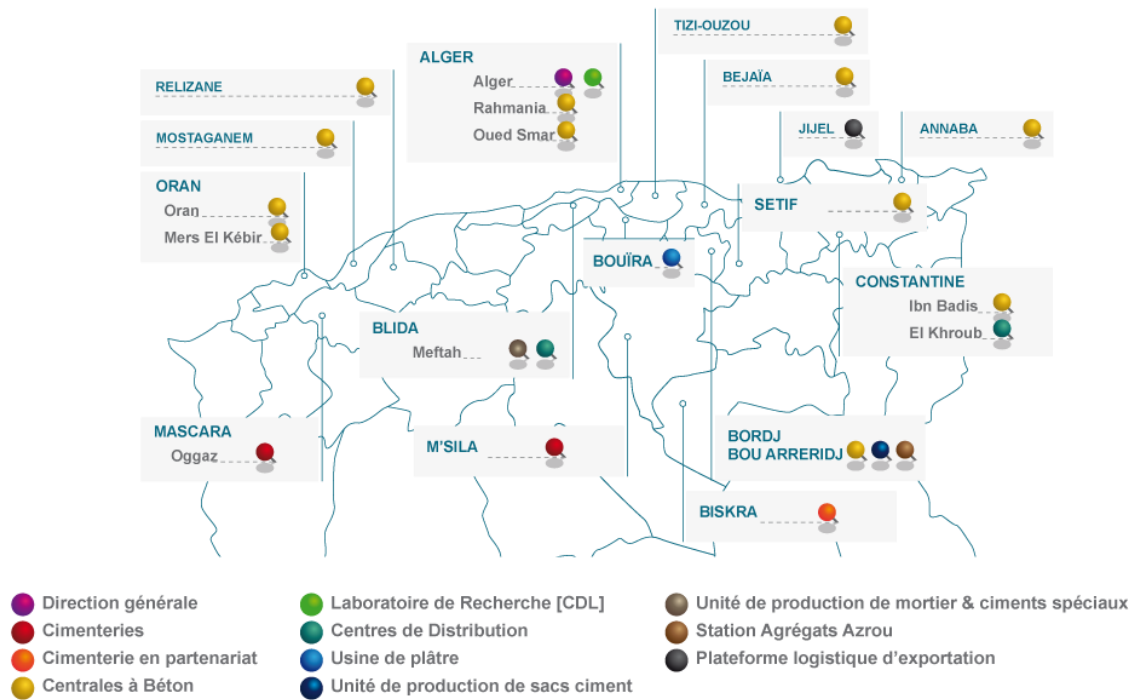 TIZI-OUZOU
ALGER
Alger
Rahmania
Oued Smar
BEJAÏA
RELIZANE
MOSTAGANEM
JIJEL
ANNABA
ORAN
Oran
Mers El Kébir
SETIF
BOUÏRA
CONSTANTINE
Ibn Badis
El Khroub
BLIDA
Meftah
MASCARA
Oggaz
M'SILA
BORDJ
BOU ARRERIDJ
BISKRA
Direction générale
Cimenteries
Cimenterie en partenariat
Centrales à Béton
Laboratoire de Recherche [CDL]
Centres de Distribution
Usine de plâtre
Unité de production de sacs ciment
Unité de production de mortier & ciments spéciaux
Station Agrégats Azrou
Plateforme logistique d'exportation